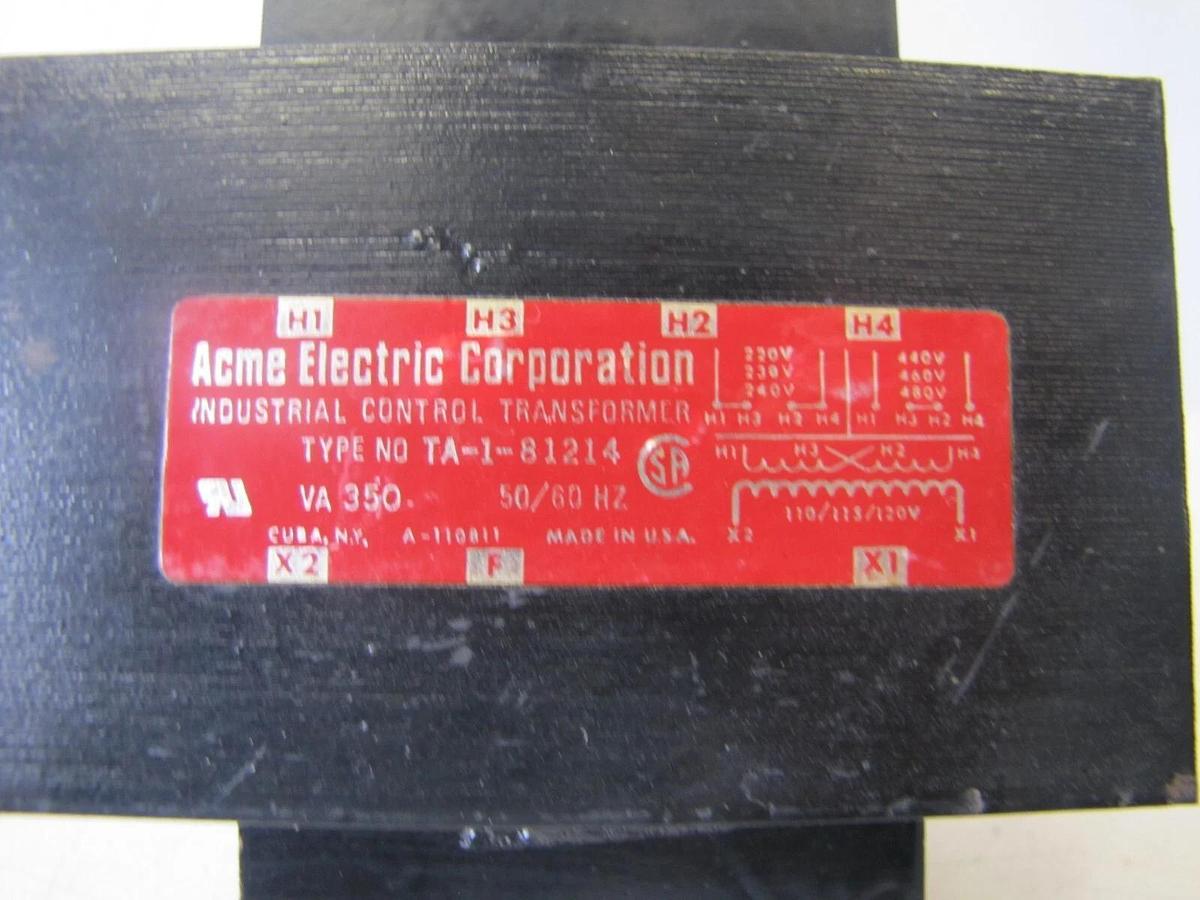 H1 H3 H2 H4
Acme Electric Corporation
INDUSTRIAL CONTROL TRANSFORMER
TYPE NO TA-1-81214
SA
VA 350. 50/60 HZ
CUBA, N.Y. A-110811 MADE IN U.S.A.
X2 F X1
220V
230V
240V
H1 H3 H2 H4
440V
460V
480V
H1 H3 H2 H4
H1 H3 H2 H4
110/115/120V
X2 X1